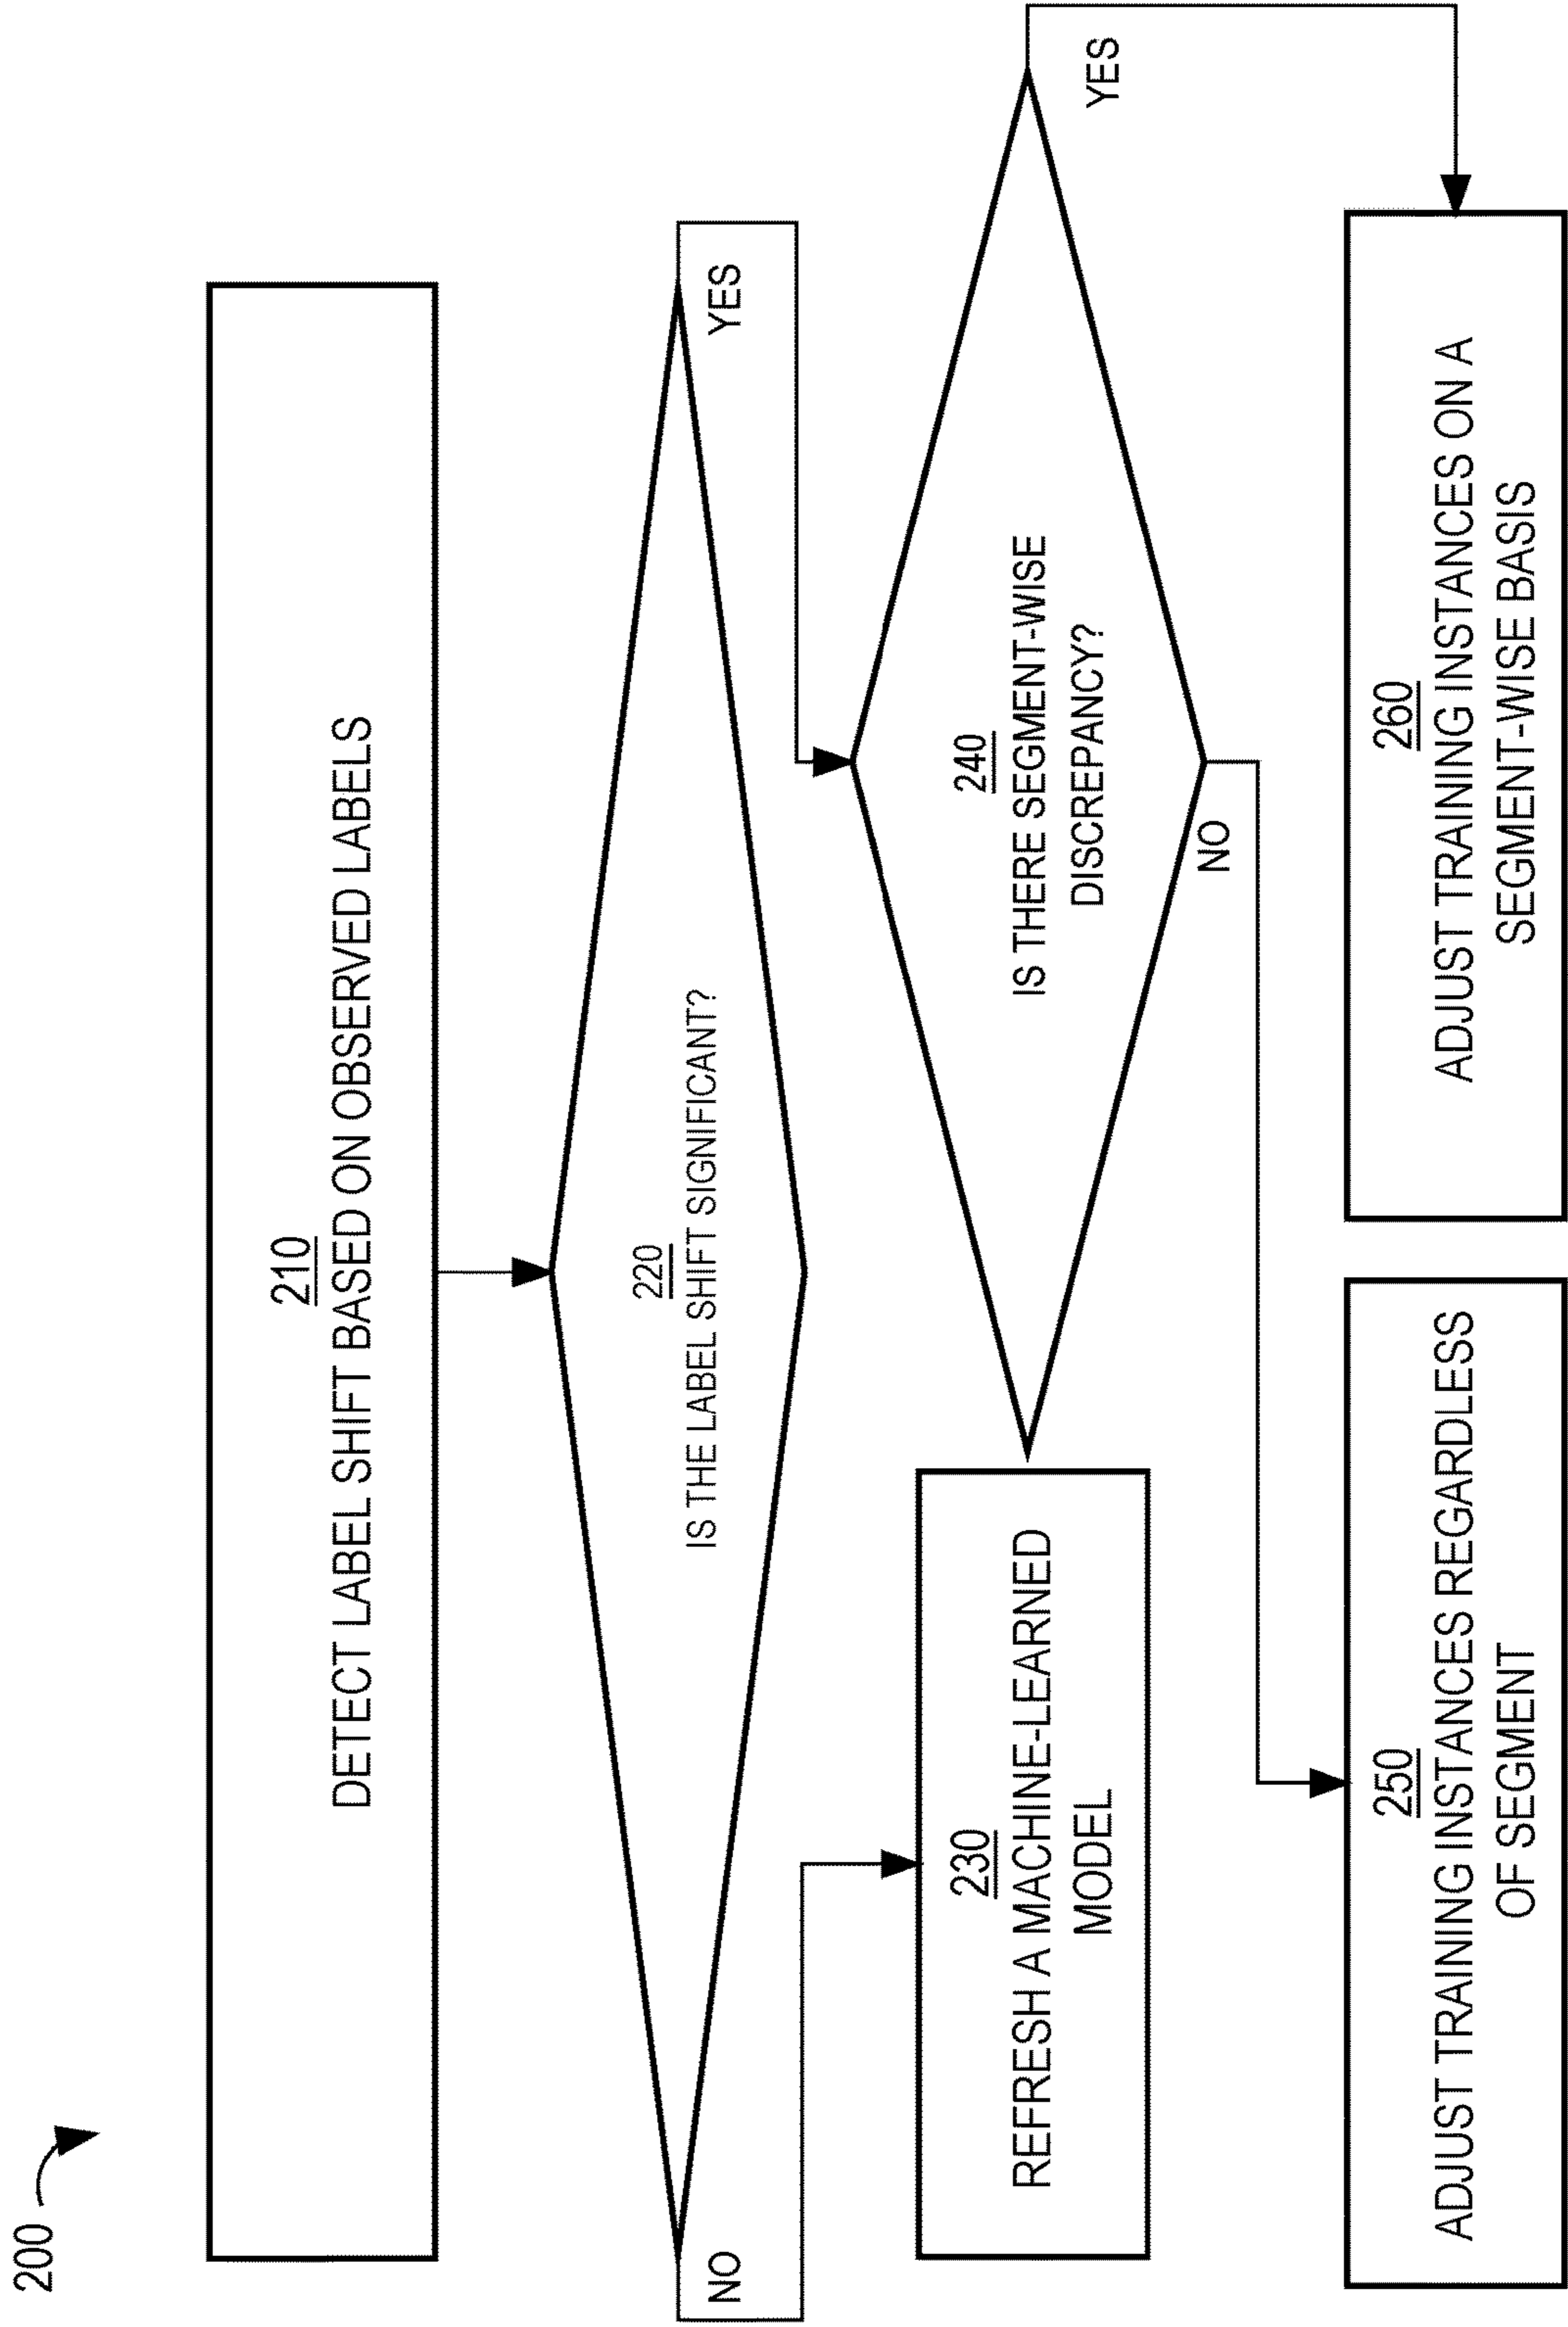 200
210
DETECT LABEL SHIFT BASED ON OBSERVED LABELS
220
IS THE LABEL SHIFT SIGNIFICANT?
NO
YES
230
REFRESH A MACHINE-LEARNED
MODEL
240
IS THERE SEGMENT-WISE
DISCREPANCY?
NO
YES
250
ADJUST TRAINING INSTANCES REGARDLESS
OF SEGMENT
260
ADJUST TRAINING INSTANCES ON A
SEGMENT-WISE BASIS